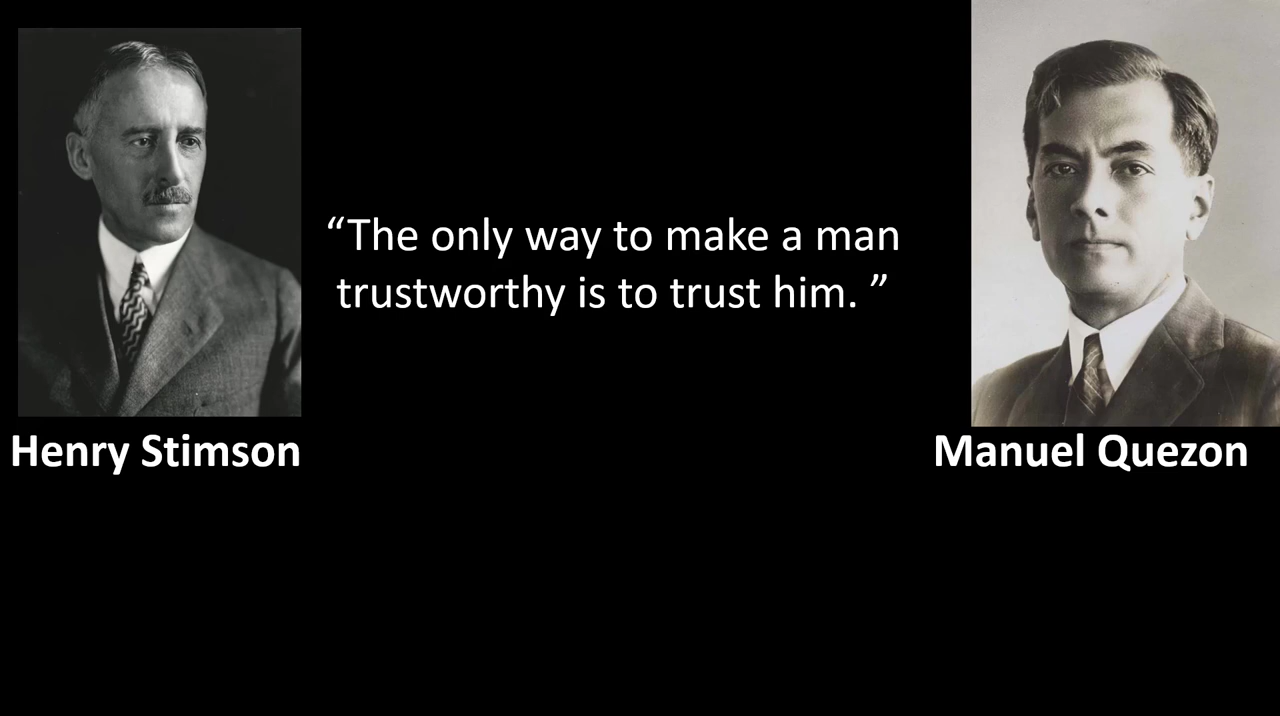 “The only way to make a man
trustworthy is to trust him. ”
Henry Stimson
Manuel Quezon